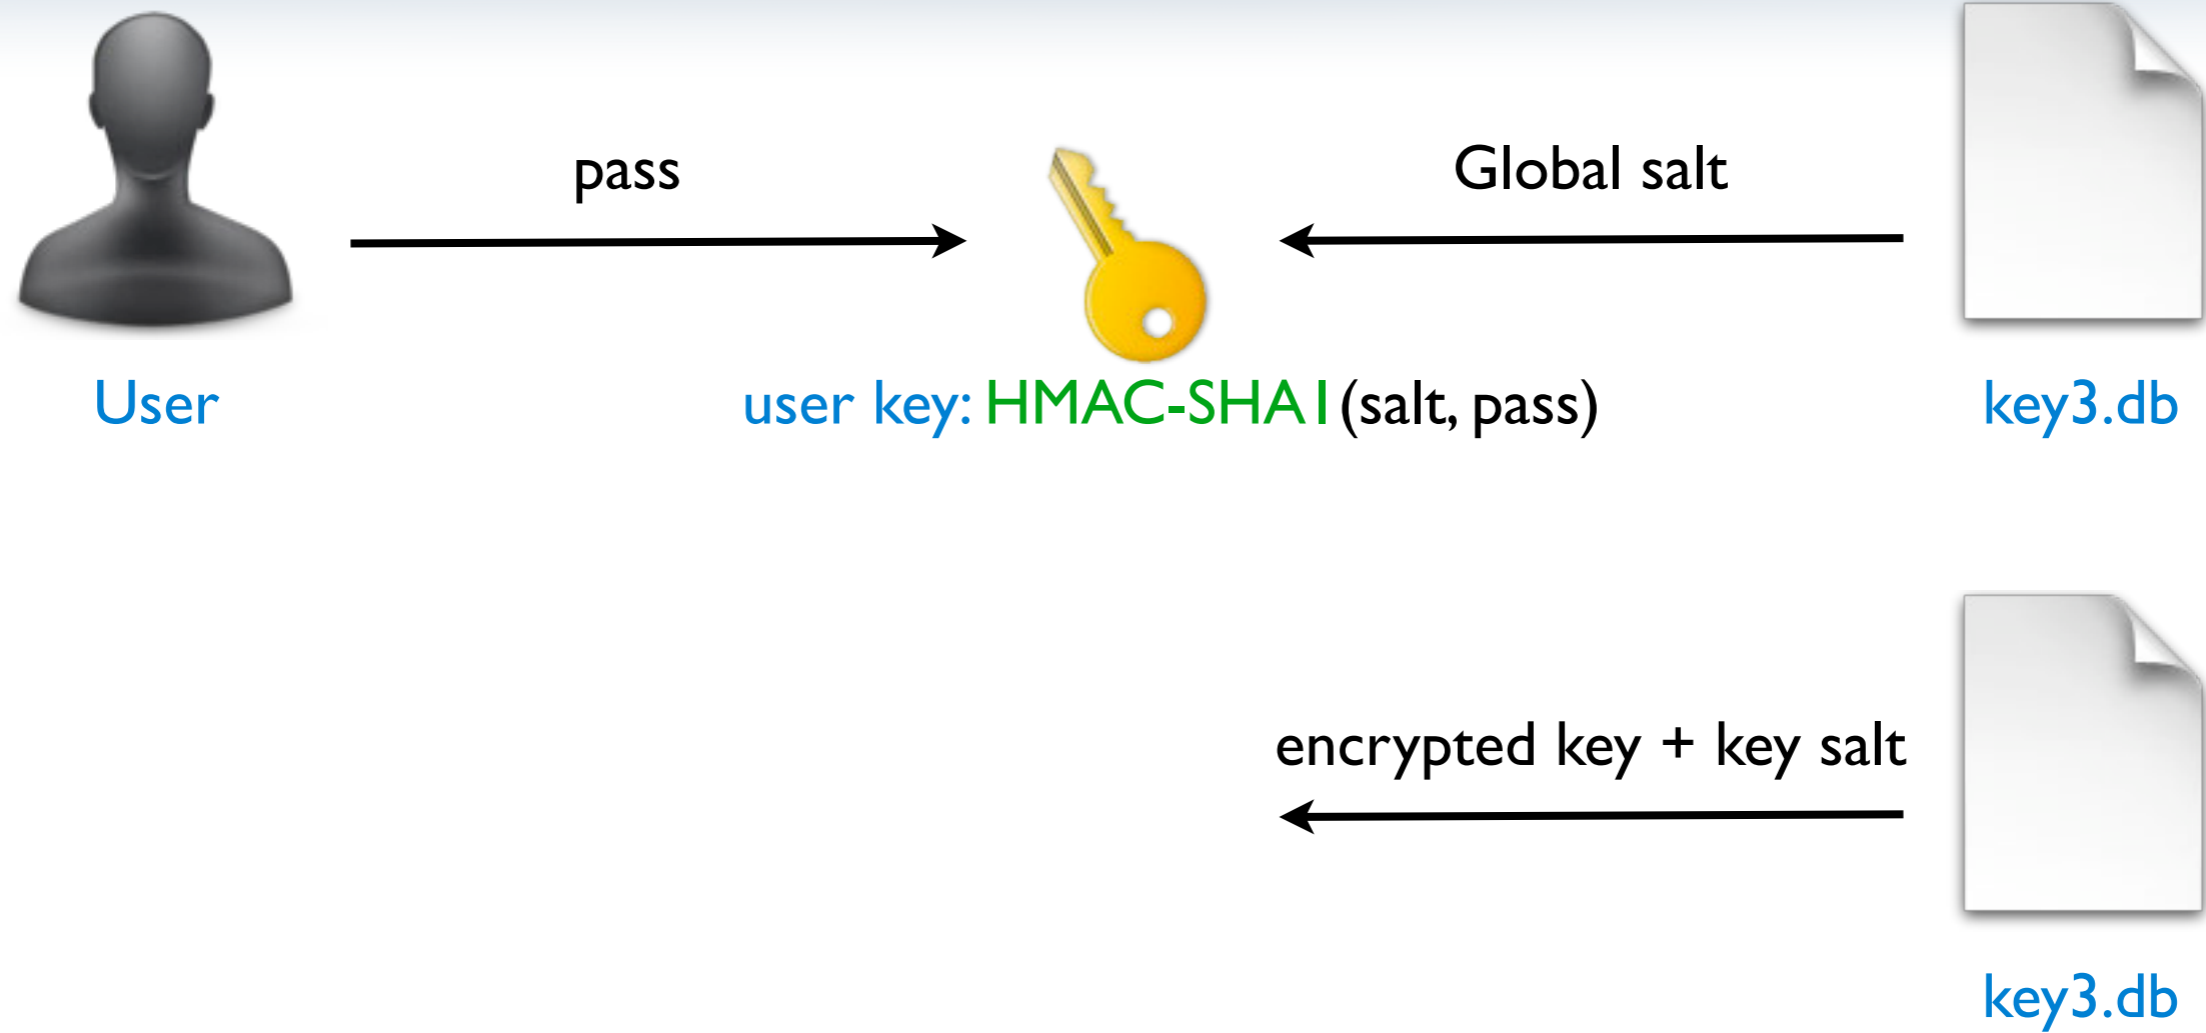 pass
Global salt
User
user key: HMAC-SHA1(salt, pass)
key3.db
encrypted key + key salt
key3.db